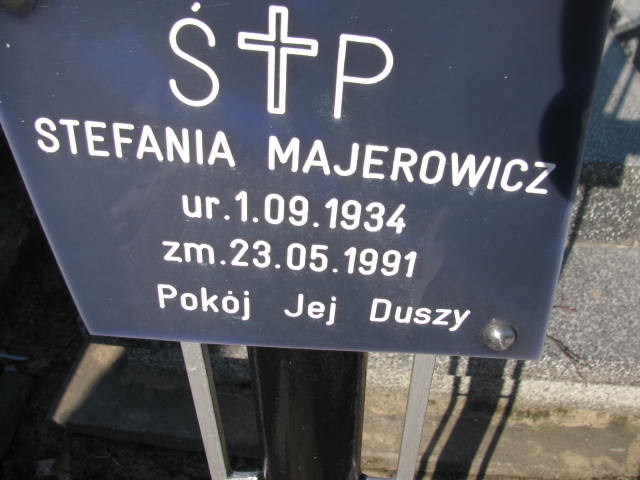 Ś✝P
STEFANIA MAJEROWICZ
ur.1.09.1934
zm.23.05.1991
Pokój Jej Duszy